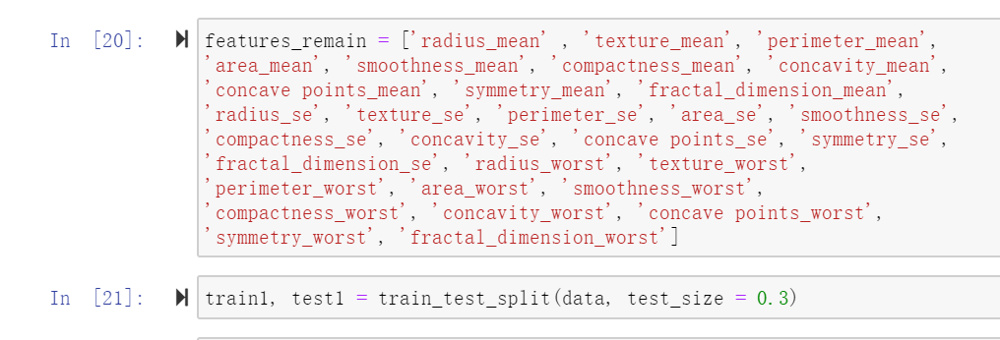 In [20]: features_remain = ['radius_mean' , 'texture_mean', 'perimeter_mean',
'area_mean', 'smoothness_mean', 'compactness_mean', 'concavity_mean',
'concave points_mean', 'symmetry_mean', 'fractal_dimension_mean',
'radius_se', 'texture_se', 'perimeter_se', 'area_se', 'smoothness_se',
'compactness_se', 'concavity_se', 'concave points_se', 'symmetry_se',
'fractal_dimension_se', 'radius_worst', 'texture_worst',
'perimeter_worst', 'area_worst', 'smoothness_worst',
'compactness_worst', 'concavity_worst', 'concave points_worst',
'symmetry_worst', 'fractal_dimension_worst']
In [21]: train1, test1 = train_test_split(data, test_size = 0.3)